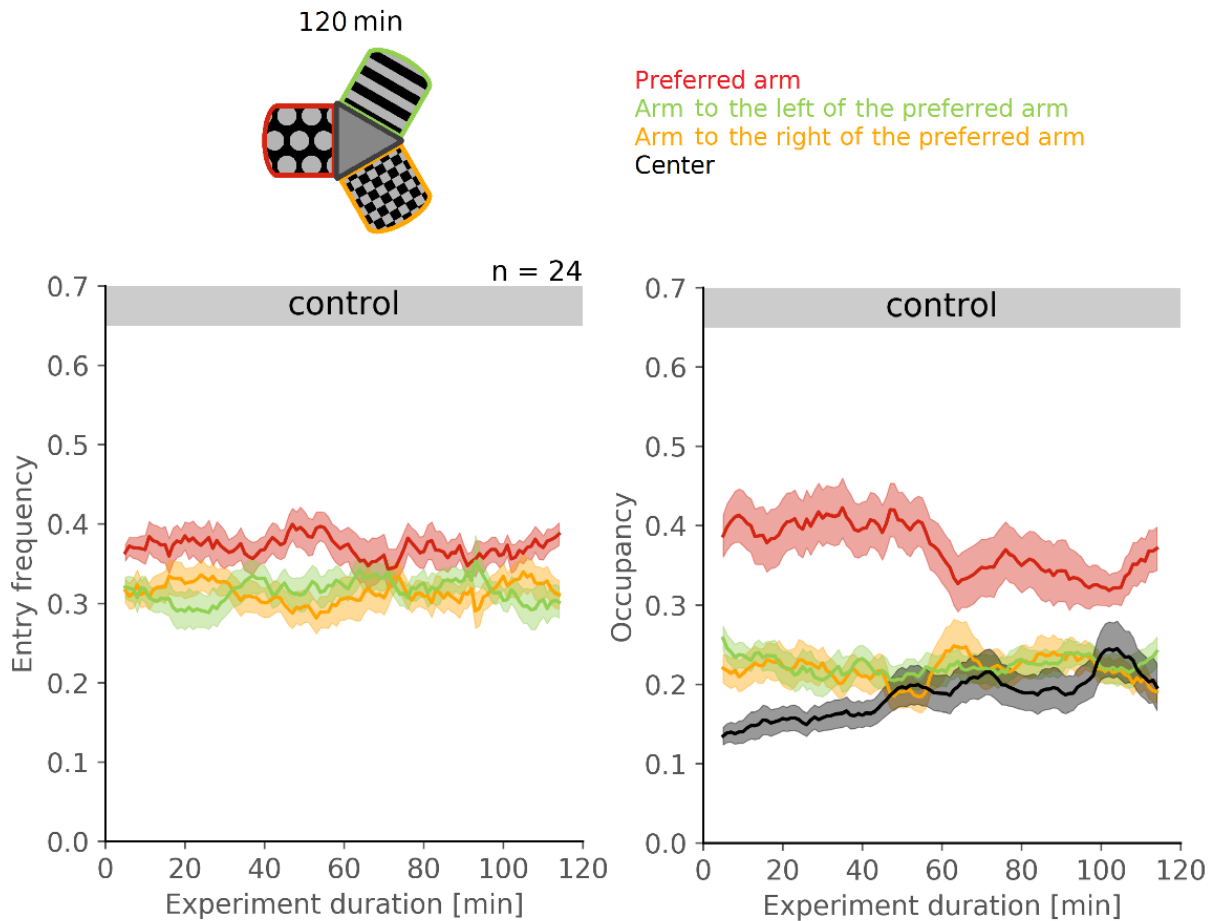 120 min
Preferred arm
Arm to the left of the preferred arm
Arm to the right of the preferred arm
Center
n = 24
control
0.7
0.6
0.5
0.4
0.3
0.2
0.1
0.0
Entry frequency
0
20
40
60
80
100
120
Experiment duration [min]
control
0.7
0.6
0.5
0.4
0.3
0.2
0.1
0.0
Occupancy
0
20
40
60
80
100
120
Experiment duration [min]